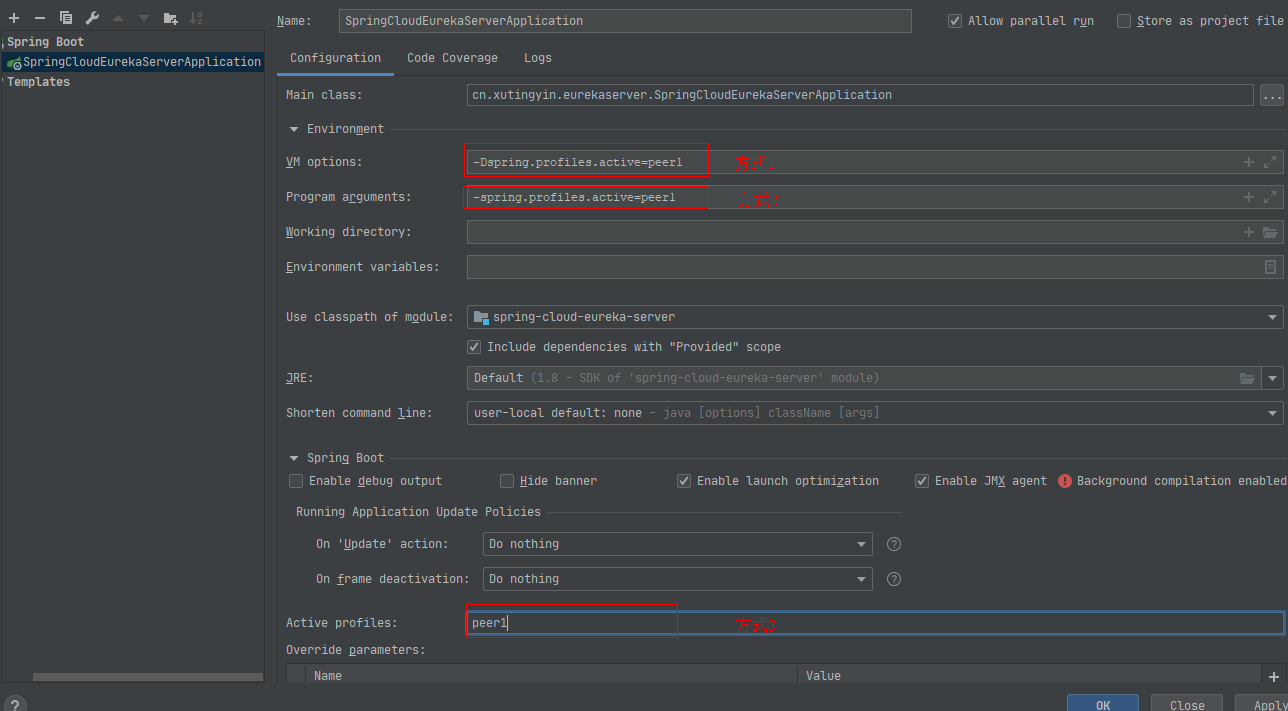 Name:
SpringCloudEurekaServerApplication
Allow parallel run
Store as project file
Spring Boot
SpringCloudEurekaServerApplication
Templates
Configuration
Code Coverage
Logs
Main class:
cn.xutingyin.eurekaserver.SpringCloudEurekaServerApplication
...
Environment
VM options:
-Dspring.profiles.active=peer1
方式
Program arguments:
-spring.profiles.active=peer1
方式
Working directory:
Environment variables:
Use classpath of module:
spring-cloud-eureka-server
Include dependencies with "Provided" scope
JRE:
Default (1.8 - SDK of 'spring-cloud-eureka-server' module)
Shorten command line:
user-local default: none - java [options] className [args]
Spring Boot
Enable debug output
Hide banner
Enable launch optimization
Enable JMX agent
Background compilation enabled
Running Application Update Policies
On 'Update' action:
Do nothing
?
On frame deactivation:
Do nothing
?
Active profiles:
peer1
方式3
Override parameters:
Name
Value
?
OK
Close
Apply